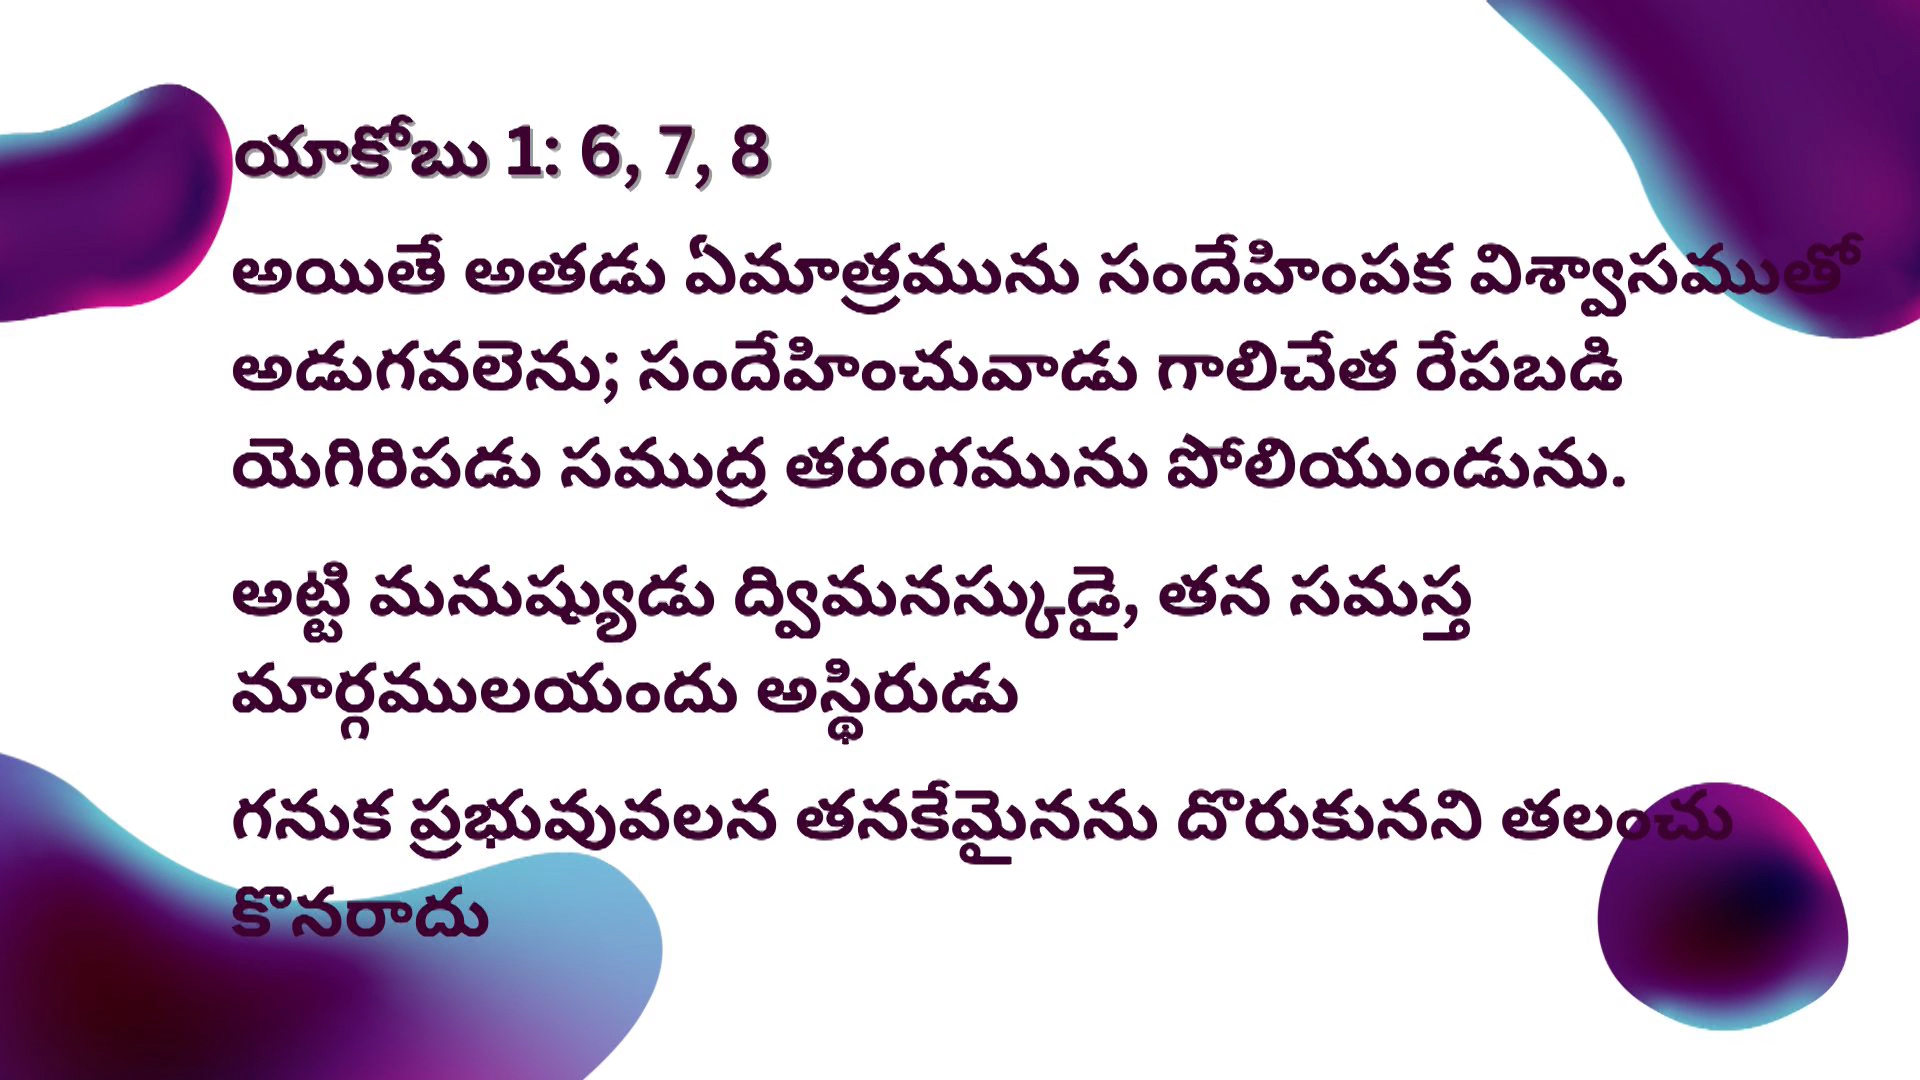 యాకోబు 1: 6, 7, 8
అయితే అతడు ఏమాత్రమును సందేహింపక విశ్వాసముతో
అడుగవలెను; సందేహించువాడు గాలిచేత రేపబడి
యెగిరిపడు సముద్ర తరంగమును పోలియుండును.
అట్టి మనుష్యుడు ద్విమనస్కుడై, తన సమస్త
మార్గములయందు అస్థిరుడు
గనుక ప్రభువువలన తనకేమైనను దొరుకునని తలంచు
కొనరాదు